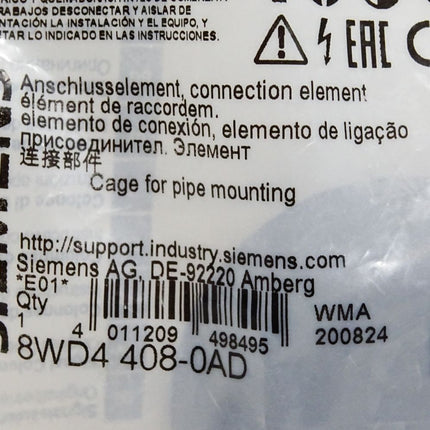 TRABAJOS DESCONECTAR Y AISLAR DE
ENTACIÓN LA INSTALACIÓN Y EL EQUIPO, Y
TAR LO INDICADO EN LAS INSTRUCCIONES.
EAC
Anschlusselement, connection element
élément de raccordem.
elemento de conexión, elemento de ligação
присоединител. Элемент
连接部件
Cage for pipe mounting
http://support.industry.siemens.com
Siemens AG, DE-92220 Amberg
*E01*
Qty
1
4 011209 498495
WMA
200824
8WD4 408-0AD